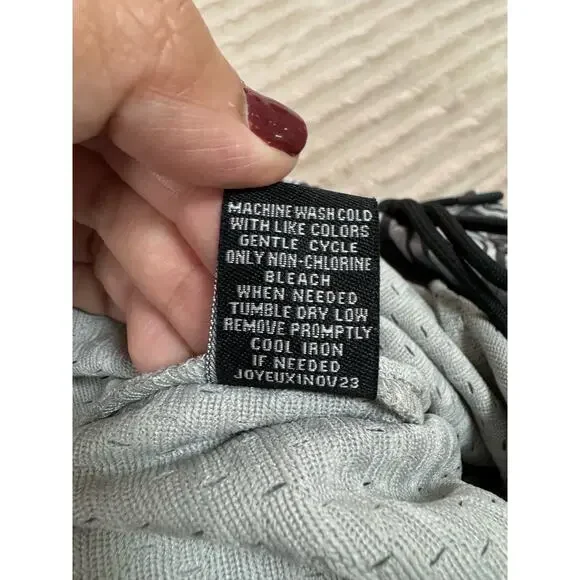 MACHINE WASH COLD
WITH LIKE COLORS
GENTLE CYCLE
ONLY NON-CHLORINE
BLEACH
WHEN NEEDED
TUMBLE DRY LOW
REMOVE PROMPTLY
COOL IRON
IF NEEDED
JOYEUX1NOV23